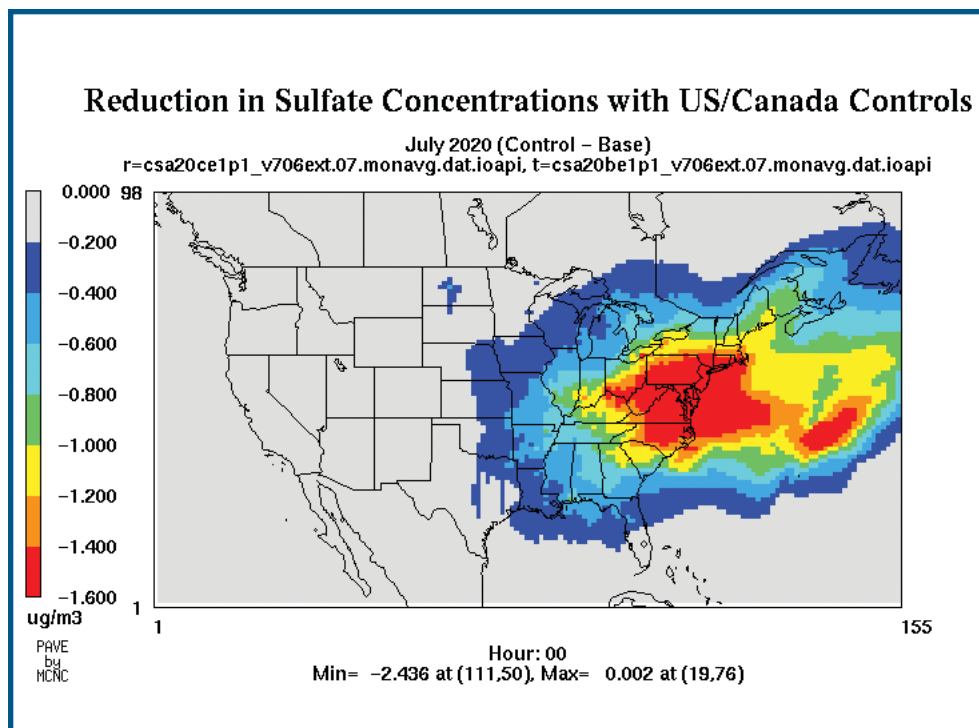 Reduction in Sulfate Concentrations with US/Canada Controls
July 2020 (Control – Base)
r=csa20ce1p1_v706ext.07.monavg.dat.ioapi, t=csa20be1p1_v706ext.07.monavg.dat.ioapi
0.000 98
−0.200
−0.400
−0.600
−0.800
−1.000
−1.200
−1.400
−1.600 1
ug/m3 1 155
PAVE
by
MCNC
Hour: 00
Min= −2.436 at (111,50), Max= 0.002 at (19,76)